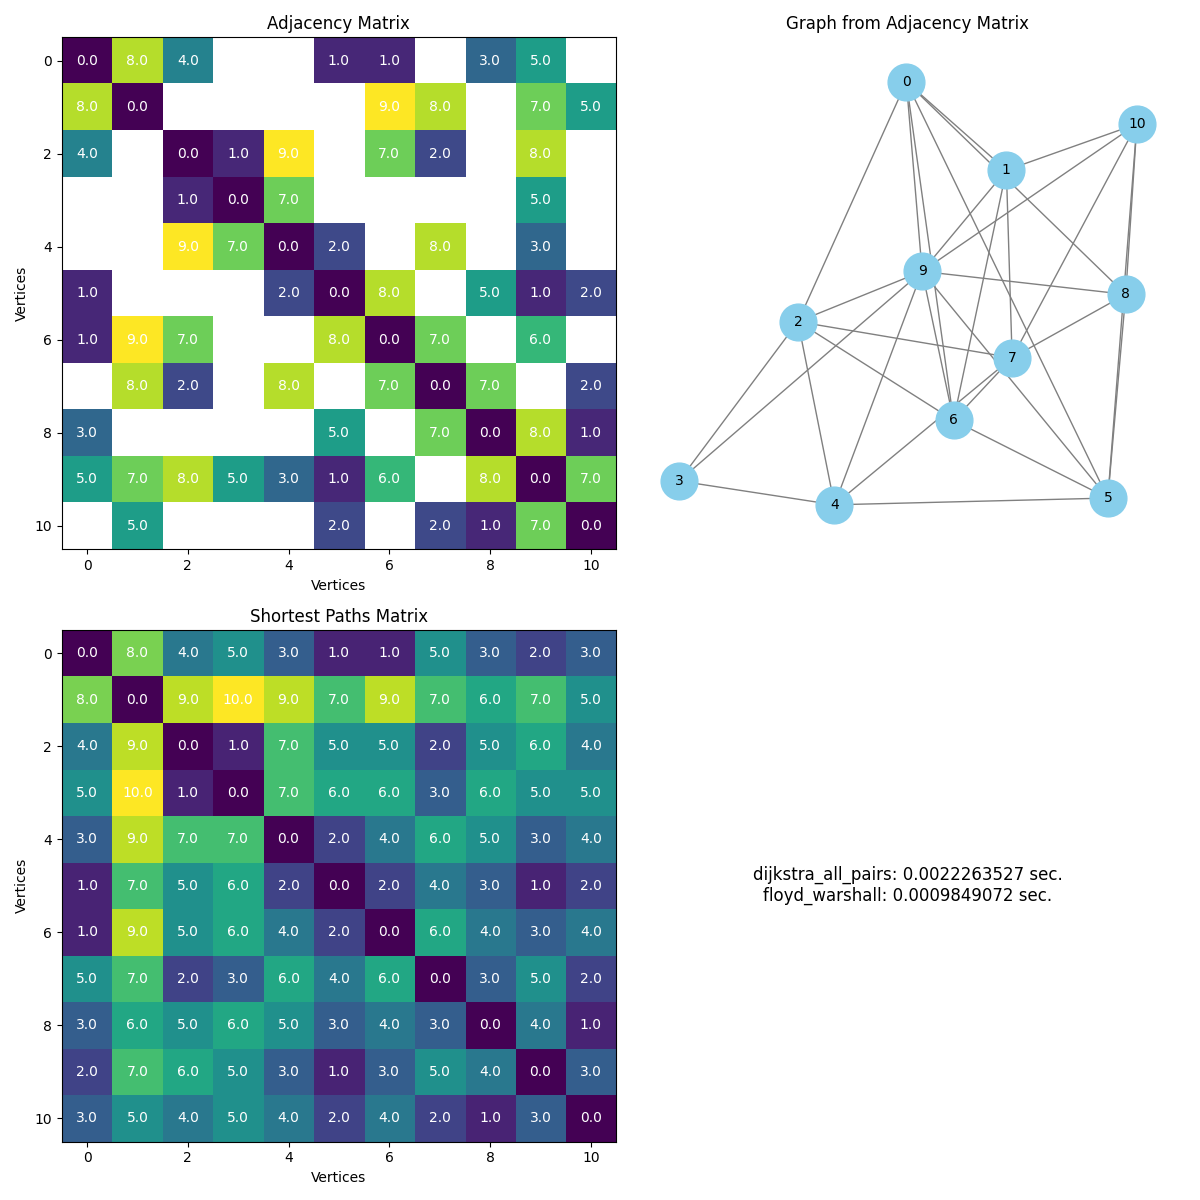 Adjacency Matrix
0 0.0 8.0 4.0 1.0 1.0 3.0 5.0
8.0 0.0 9.0 8.0 7.0 5.0
2 4.0 0.0 1.0 9.0 7.0 2.0 8.0
1.0 0.0 7.0 5.0
4 9.0 7.0 0.0 2.0 8.0 3.0
1.0 2.0 0.0 8.0 5.0 1.0 2.0
6 1.0 9.0 7.0 8.0 0.0 7.0 6.0
8.0 2.0 8.0 7.0 0.0 7.0 2.0
8 3.0 5.0 7.0 0.0 8.0 1.0
5.0 7.0 8.0 5.0 3.0 1.0 6.0 8.0 0.0 7.0
10 5.0 2.0 2.0 1.0 7.0 0.0
0 2 4 6 8 10
Vertices
Vertices
Graph from Adjacency Matrix
0
10
1
9
8
2
7
6
3
4
5
Shortest Paths Matrix
0 0.0 8.0 4.0 5.0 3.0 1.0 1.0 5.0 3.0 2.0 3.0
8.0 0.0 9.0 10.0 9.0 7.0 9.0 7.0 6.0 7.0 5.0
2 4.0 9.0 0.0 1.0 7.0 5.0 5.0 2.0 5.0 6.0 4.0
5.0 10.0 1.0 0.0 7.0 6.0 6.0 3.0 6.0 5.0 5.0
4 3.0 9.0 7.0 7.0 0.0 2.0 4.0 6.0 5.0 3.0 4.0
1.0 7.0 5.0 6.0 2.0 0.0 2.0 4.0 3.0 1.0 2.0
6 1.0 9.0 5.0 6.0 4.0 2.0 0.0 6.0 4.0 3.0 4.0
5.0 7.0 2.0 3.0 6.0 4.0 6.0 0.0 3.0 5.0 2.0
8 3.0 6.0 5.0 6.0 5.0 3.0 4.0 3.0 0.0 4.0 1.0
2.0 7.0 6.0 5.0 3.0 1.0 3.0 5.0 4.0 0.0 3.0
10 3.0 5.0 4.0 5.0 4.0 2.0 4.0 2.0 1.0 3.0 0.0
0 2 4 6 8 10
Vertices
Vertices
dijkstra_all_pairs: 0.0022263527 sec.
floyd_warshall: 0.0009849072 sec.